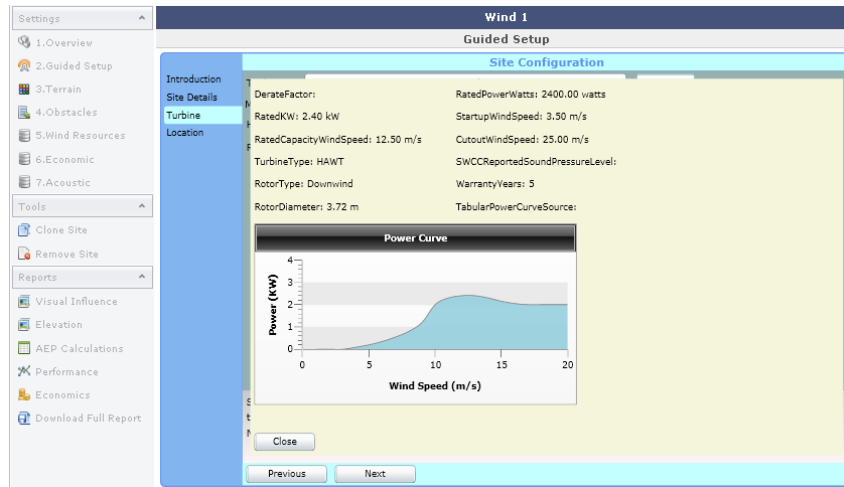 Wind 1
Guided Setup
Settings
1.Overview
2.Guided Setup
3.Terrain
4.Obstacles
5.Wind Resources
6.Economic
7.Acoustic
Tools
Clone Site
Remove Site
Reports
Visual Influence
Elevation
AEP Calculations
Performance
Economics
Download Full Report
Site Configuration
Introduction
Site Details
Turbine
Location
DerateFactor:
RatedPowerWatts: 2400.00 watts
RatedKW: 2.40 kW
StartupWindSpeed: 3.50 m/s
RatedCapacityWindSpeed: 12.50 m/s
CutoutWindSpeed: 25.00 m/s
TurbineType: HAWT
SWCCReportedSoundPressureLevel:
RotorType: Downwind
WarrantyYears: 5
RotorDiameter: 3.72 m
TabularPowerCurveSource:
Power Curve
Power (KW)
4
3
2
1
0
0 5 10 15 20
Wind Speed (m/s)
Close
Previous Next